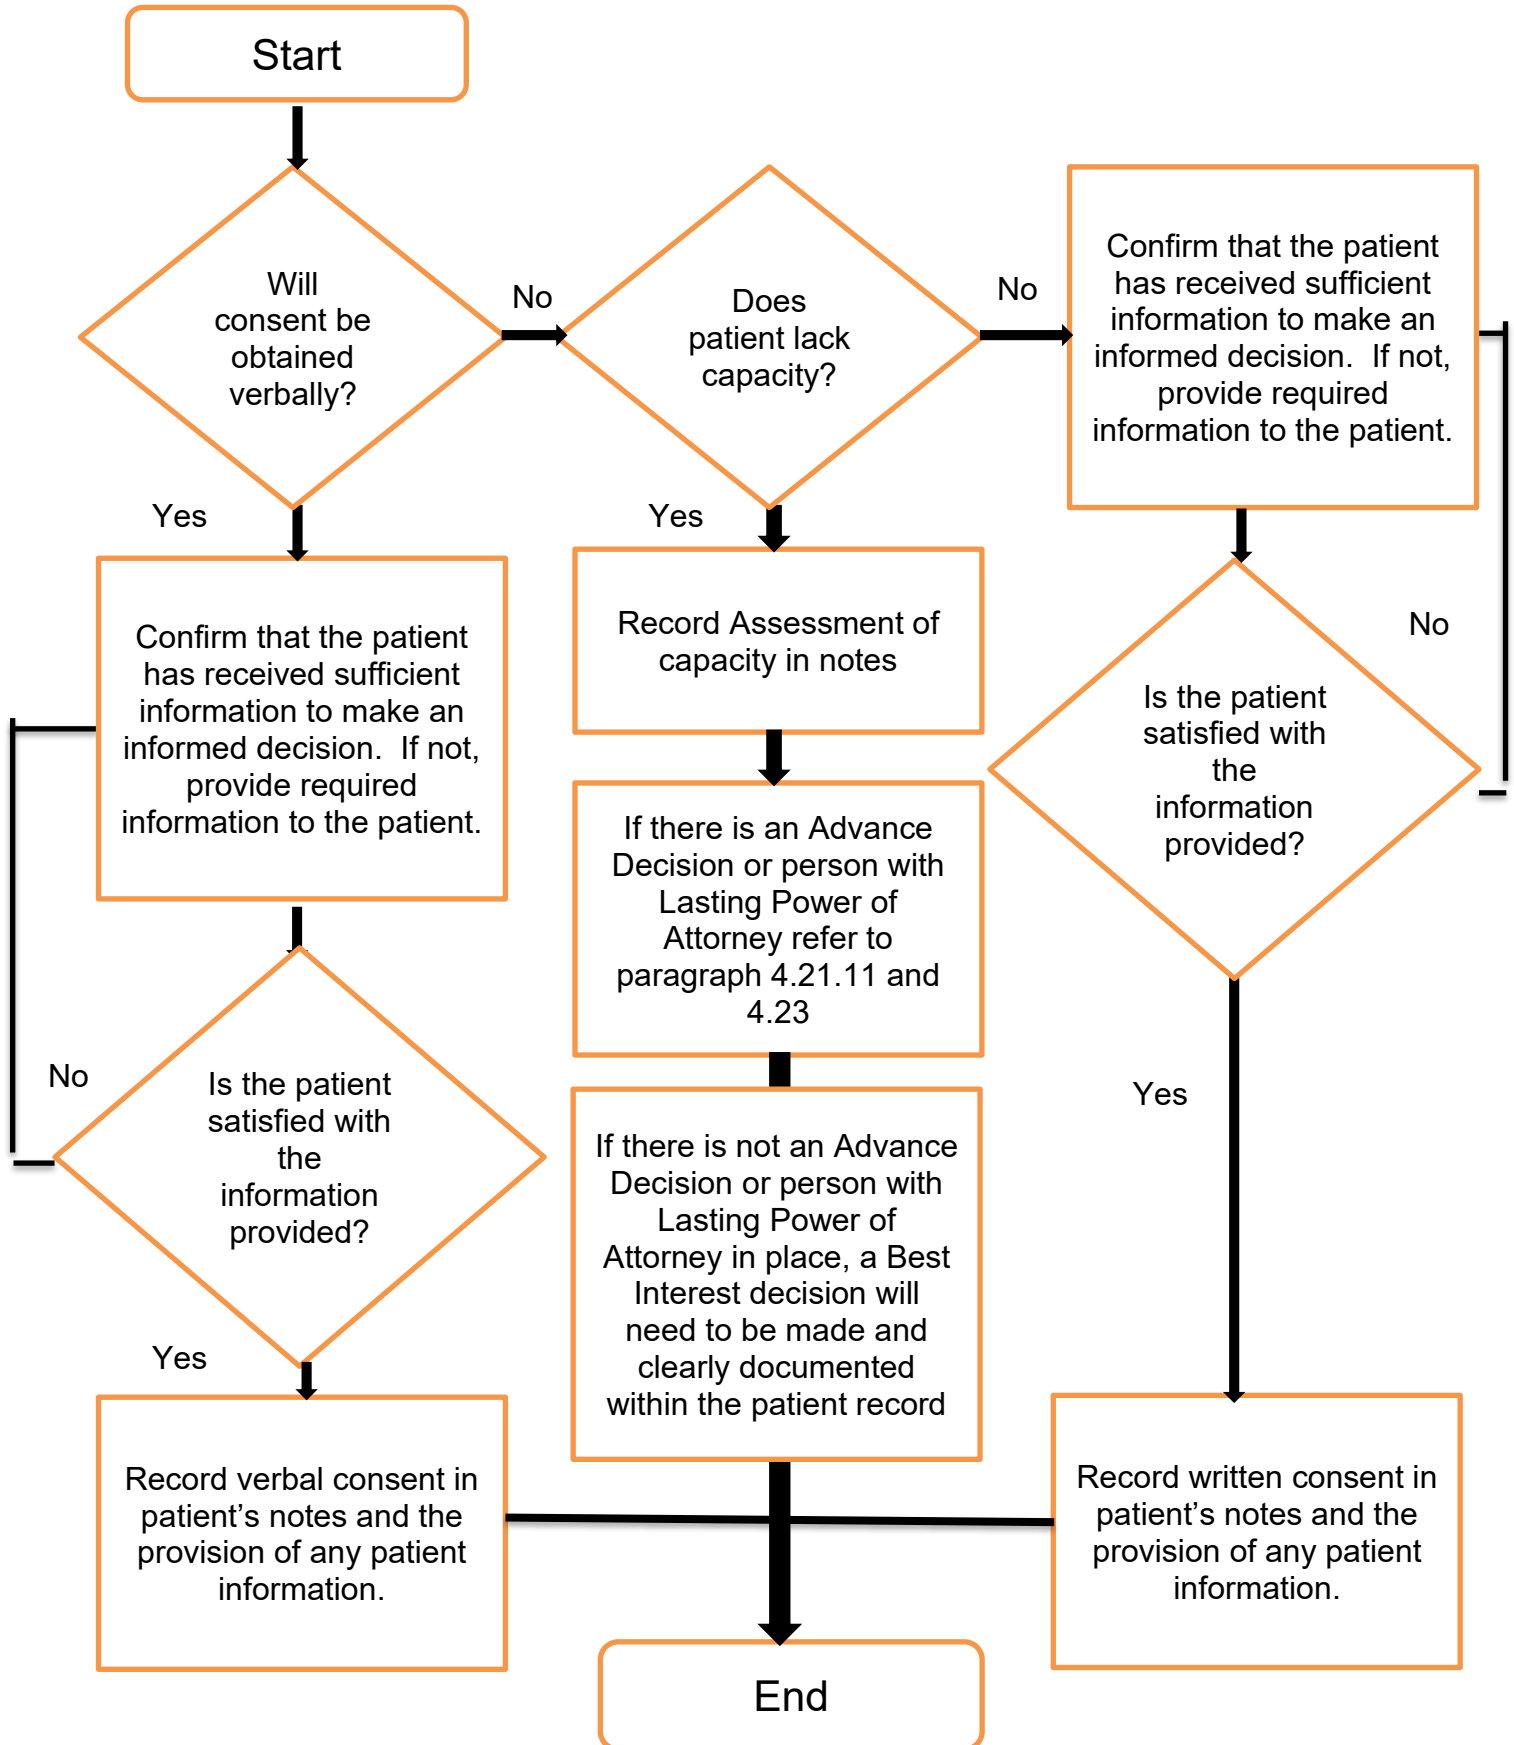 Start
Will
consent be
obtained
verbally?
No
Does
patient lack
capacity?
No
Confirm that the patient
has received sufficient
information to make an
informed decision.  If not,
provide required
information to the patient.
Yes
Yes
Confirm that the patient
has received sufficient
information to make an
informed decision.  If not,
provide required
information to the patient.
Record Assessment of
capacity in notes
No
Is the patient
satisfied with
the
information
provided?
If there is an Advance
Decision or person with
Lasting Power of
Attorney refer to
paragraph 4.21.11 and
4.23
No
Is the patient
satisfied with
the
information
provided?
Yes
If there is not an Advance
Decision or person with
Lasting Power of
Attorney in place, a Best
Interest decision will
need to be made and
clearly documented
within the patient record
Yes
Record verbal consent in
patient’s notes and the
provision of any patient
information.
Record written consent in
patient’s notes and the
provision of any patient
information.
End